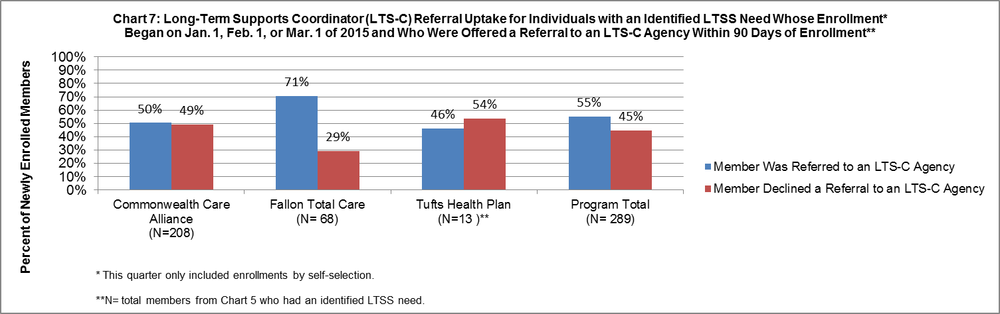 Chart 7: Long-Term Supports Coordinator (LTS-C) Referral Uptake for Individuals with an Identified LTSS Need Whose Enrollment*
Began on Jan. 1, Feb. 1, or Mar. 1 of 2015 and Who Were Offered a Referral to an LTS-C Agency Within 90 Days of Enrollment**
Percent of Newly Enrolled Members
100%
90%
80%
70%
60%
50%
40%
30%
20%
10%
0%
50%
49%
71%
29%
46%
54%
55%
45%
Commonwealth Care
Alliance
(N=208)
Fallon Total Care
(N= 68)
Tufts Health Plan
(N=13 )**
Program Total
(N= 289)
Member Was Referred to an LTS-C Agency
Member Declined a Referral to an LTS-C Agency
* This quarter only included enrollments by self-selection.
**N= total members from Chart 5 who had an identified LTSS need.